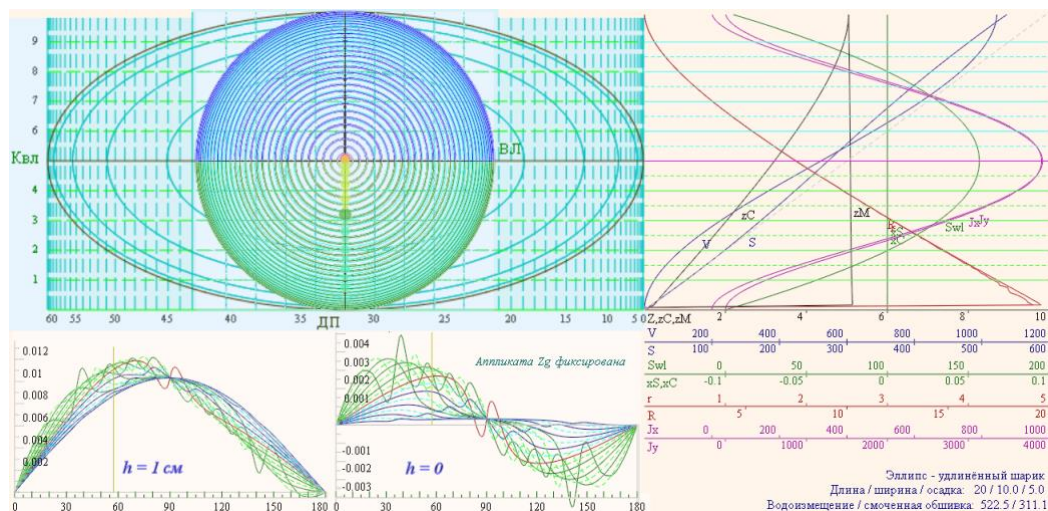 9
8
7
6
Квл
ВЛ
4
3
2
1
60 55 50 45 40 35 ДП 30 25 20 15 10 5 0
V
zC
S
zM
Swl
Jx Jy
Z,zC,zM 2 4 6 8 10
V 200 400 600 800 1000 1200
S 100 200 300 400 500 600
Swl 0 50 100 150 200
xS,xC -0.1 -0.05 0 0.05 0.1
r 1 2 3 4 5
R 5 10 15 20
Jx 0 200 400 600 800 1000
Jy 0 1000 2000 3000 4000
0.012
0.01
0.008
0.006
0.004
0.002
h = 1 см
0 30 60 90 120 150 180
0.004
0.003
0.002
0.001
-0.001
-0.002
-0.003
Аппликата Zg фиксирована
h = 0
0 30 60 90 120 150 180
Эллипс - удлинённый шарик
Длина / ширина / осадка: 20 / 10.0 / 5.0
Водоизмещение / смоченная обшивка: 522.5 / 311.1